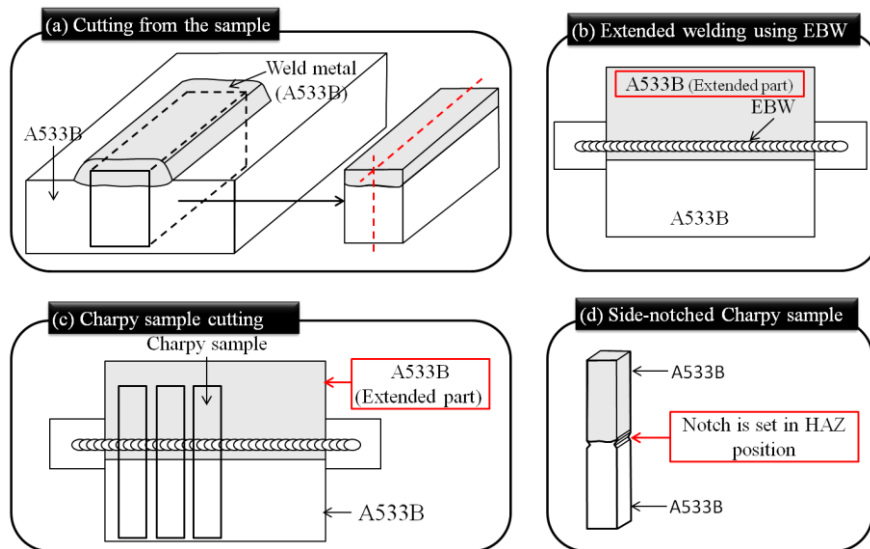 (a) Cutting from the sample
Weld metal
(A533B)
A533B
(b) Extended welding using EBW
A533B (Extended part)
EBW
A533B
(c) Charpy sample cutting
Charpy sample
A533B
(Extended part)
A533B
(d) Side-notched Charpy sample
A533B
Notch is set in HAZ
position
A533B